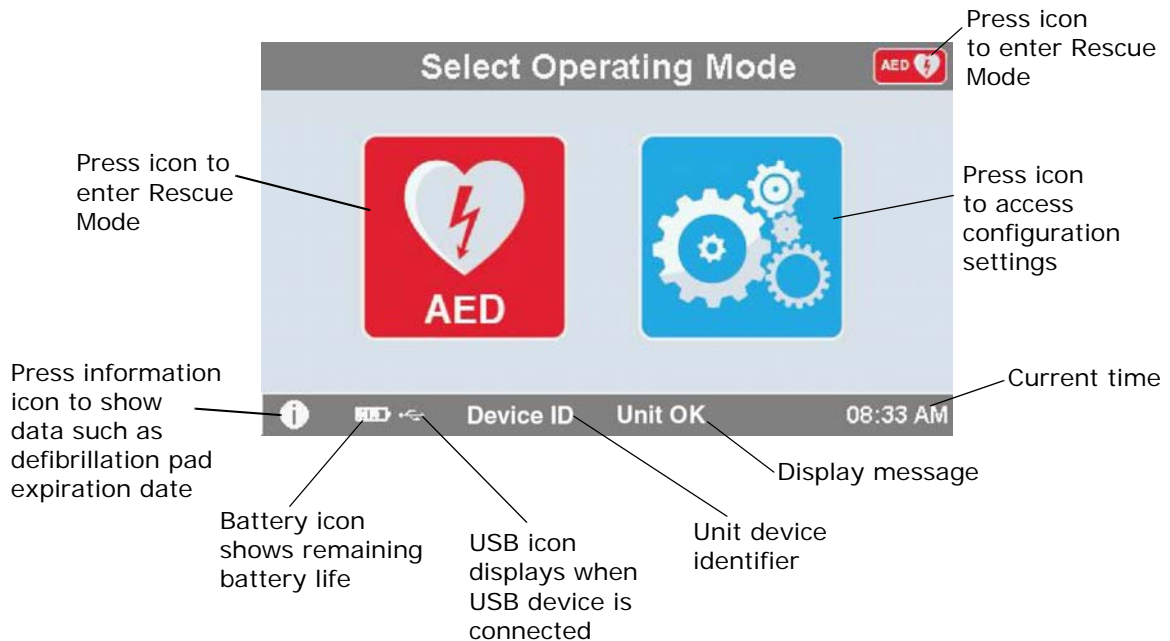 Press icon
to enter Rescue
Mode
Select Operating Mode
AED
Press icon to
enter Rescue
Mode
AED
Press icon
to access
configuration
settings
Press information
icon to show
data such as
defibrillation pad
expiration date
Current time
Device ID
Unit OK
08:33 AM
Display message
Battery icon
shows remaining
battery life
USB icon
displays when
USB device is
connected
Unit device
identifier